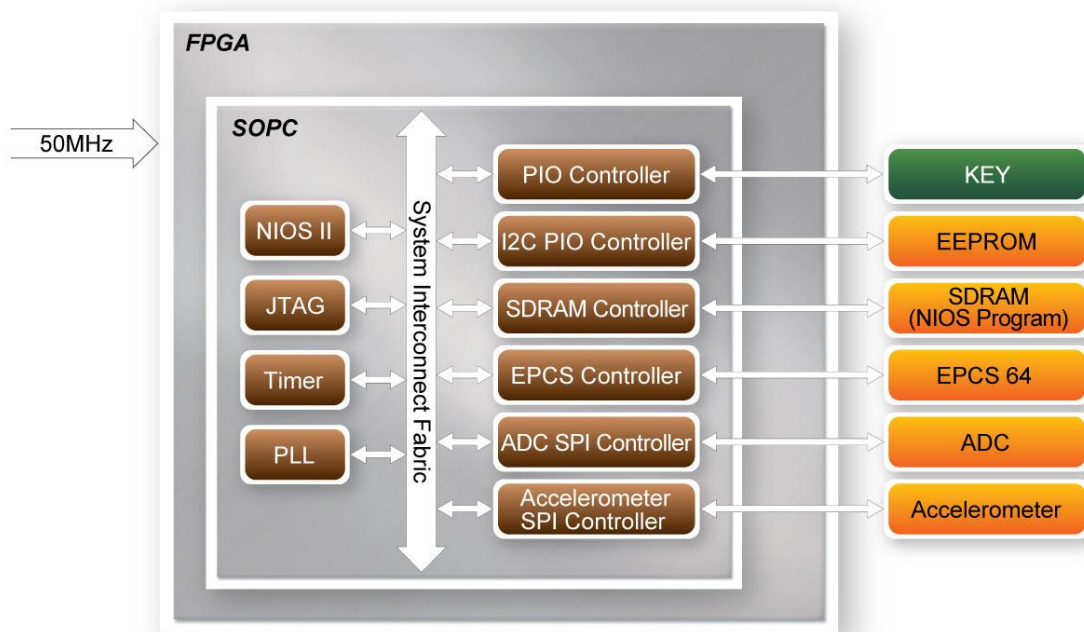 FPGA
50MHz
SOPC
System Interconnect Fabric
NIOS II
JTAG
Timer
PLL
PIO Controller
I2C PIO Controller
SDRAM Controller
EPCS Controller
ADC SPI Controller
Accelerometer
SPI Controller
KEY
EEPROM
SDRAM
(NIOS Program)
EPCS 64
ADC
Accelerometer